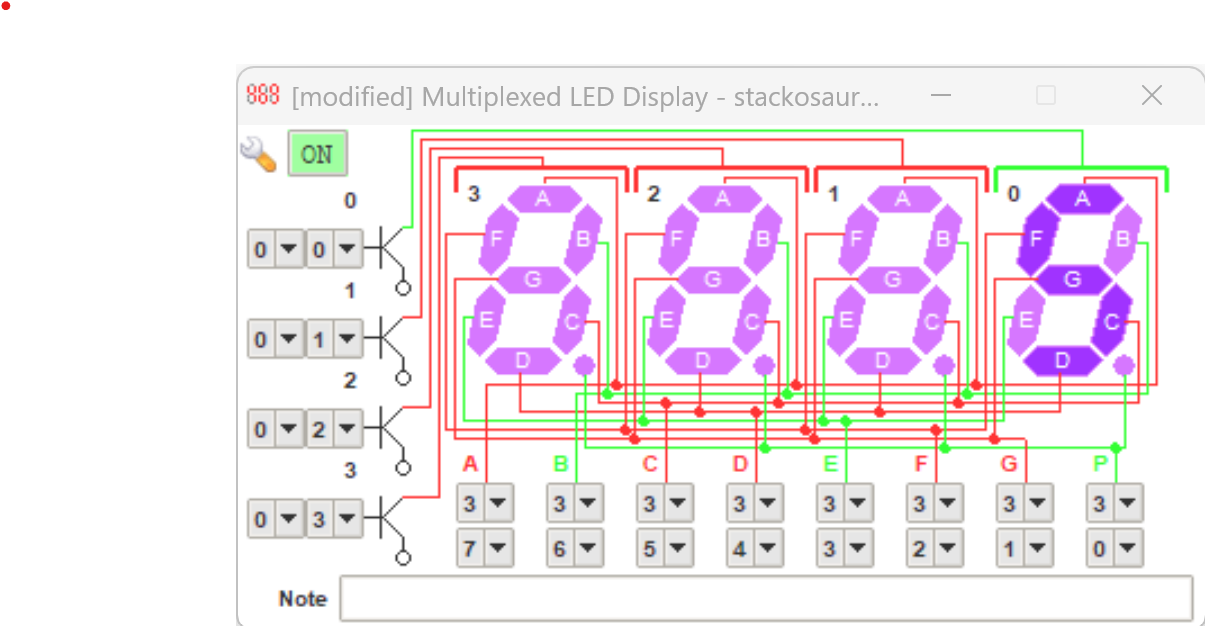 888 [modified] Multiplexed LED Display - stackosaur...
ON
0
0 0
1
0 1
2
0 2
3
0 3
3 2 1 0
A A A A
F B F B F B F B
G G G G
E C E C E C E C
D D D D
A B C D E F G P
3 3 3 3 3 3 3 3
7 6 5 4 3 2 1 0
Note